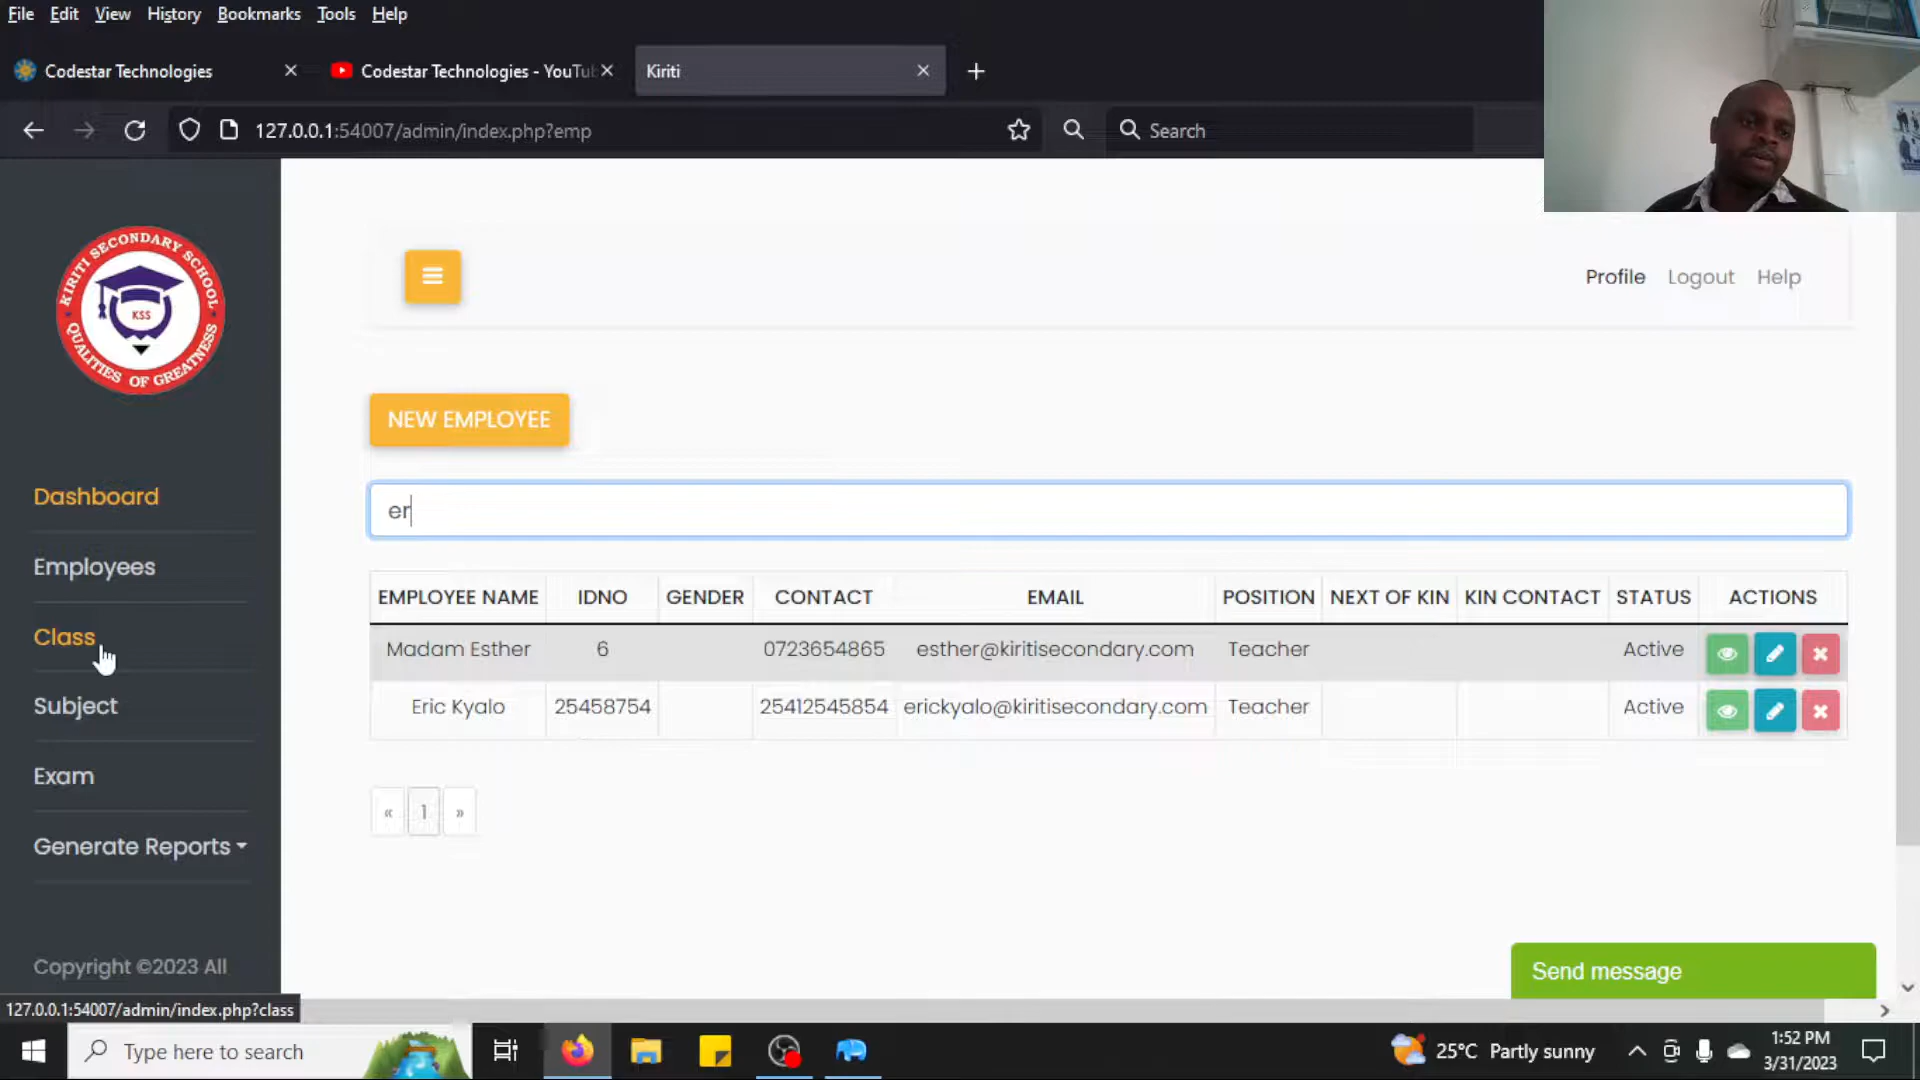 File Edit View History Bookmarks Tools Help
Codestar Technologies
Codestar Technologies - YouTu
Kiriti
127.0.0.1:54007/admin/index.php?emp
Search
KIRITI SECONDARY SCHOOL
KSS
QUALITIES OF GREATNESS
Profile Logout Help
NEW EMPLOYEE
er
Dashboard
Employees
Class
Subject
Exam
Generate Reports
Copyright ©2023 All
EMPLOYEE NAME IDNO GENDER CONTACT EMAIL POSITION NEXT OF KIN KIN CONTACT STATUS ACTIONS
Madam Esther 6 0723654865 esther@kiritisecondary.com Teacher Active
Eric Kyalo 25458754 25412545854 erickyalo@kiritisecondary.com Teacher Active
« 1 »
Send message
127.0.0.1:54007/admin/index.php?class
Type here to search
25°C Partly sunny
1:52 PM
3/31/2023